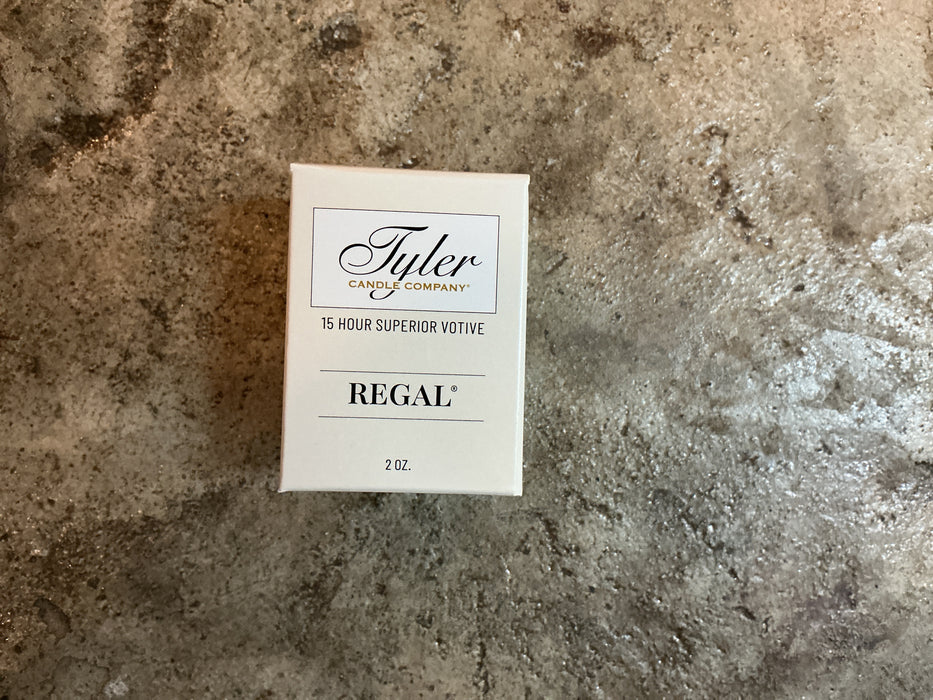 Tyler
CANDLE COMPANY®
15 HOUR SUPERIOR VOTIVE
REGAL®
2 OZ.